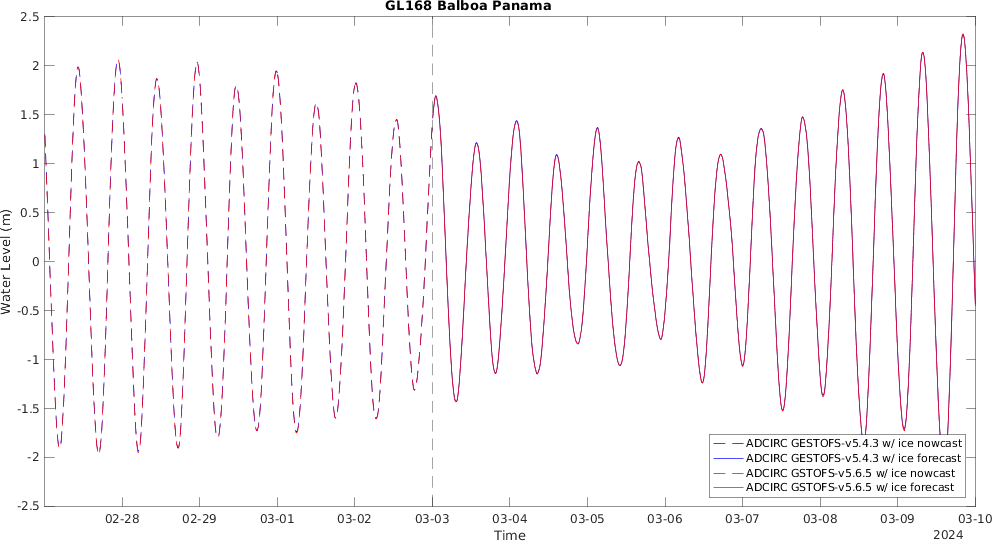 GL168 Balboa Panama
2.5
2
1.5
1
0.5
0
-0.5
-1
-1.5
-2
-2.5
Water Level (m)
ADCIRC GESTOFS-v5.4.3 w/ ice nowcast
ADCIRC GESTOFS-v5.4.3 w/ ice forecast
ADCIRC GSTOFS-v5.6.5 w/ ice nowcast
ADCIRC GSTOFS-v5.6.5 w/ ice forecast
02-28 02-29 03-01 03-02 03-03 03-04 03-05 03-06 03-07 03-08 03-09 03-10
Time
2024